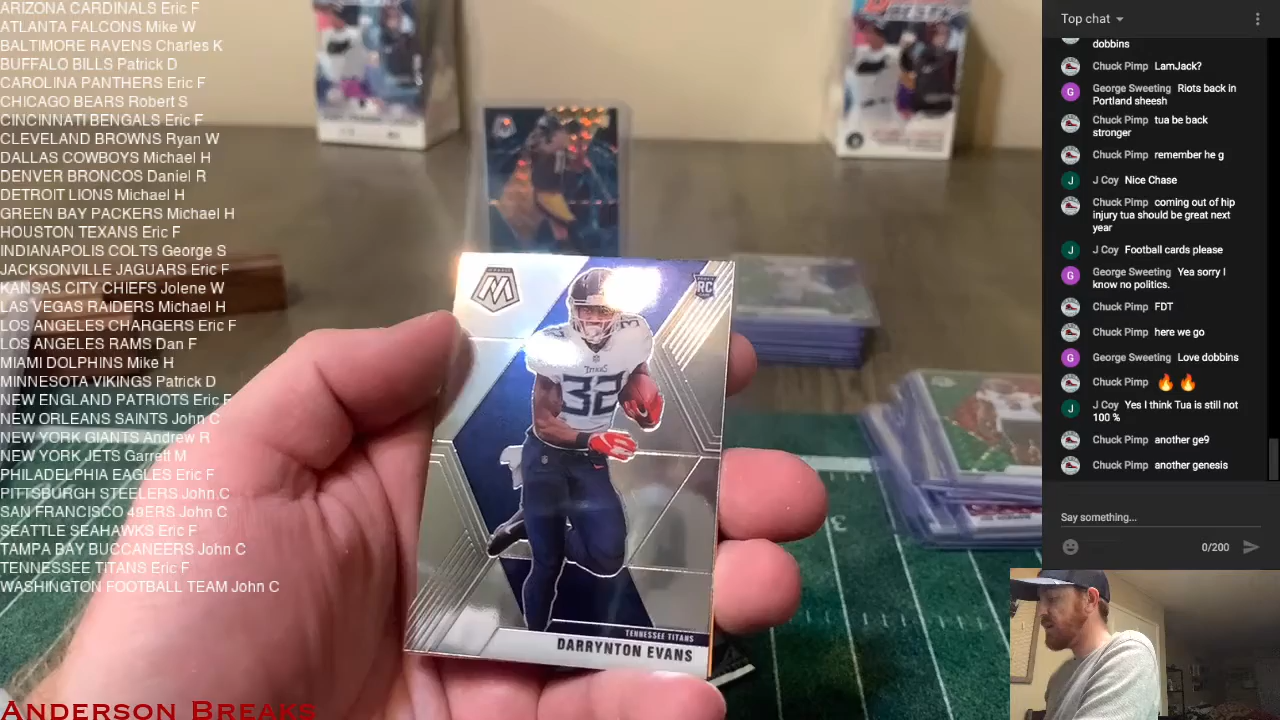 ARIZONA CARDINALS Eric F
ATLANTA FALCONS Mike W
BALTIMORE RAVENS Charles K
BUFFALO BILLS Patrick D
CAROLINA PANTHERS Eric F
CHICAGO BEARS Robert S
CINCINNATI BENGALS Eric F
CLEVELAND BROWNS Ryan W
DALLAS COWBOYS Michael H
DENVER BRONCOS Daniel R
DETROIT LIONS Michael H
GREEN BAY PACKERS Michael H
HOUSTON TEXANS Eric F
INDIANAPOLIS COLTS George S
JACKSONVILLE JAGUARS Eric F
KANSAS CITY CHIEFS Jolene W
LAS VEGAS RAIDERS Michael H
LOS ANGELES CHARGERS Eric F
LOS ANGELES RAMS Dan F
MIAMI DOLPHINS Mike H
MINNESOTA VIKINGS Patrick D
NEW ENGLAND PATRIOTS Eric F
NEW ORLEANS SAINTS John C
NEW YORK GIANTS Andrew R
NEW YORK JETS Garrett M
PHILADELPHIA EAGLES Eric F
PITTSBURGH STEELERS John C
SAN FRANCISCO 49ERS John C
SEATTLE SEAHAWKS Eric F
TAMPA BAY BUCCANEERS John C
TENNESSEE TITANS Eric F
WASHINGTON FOOTBALL TEAM John C
ANDERSON BREAKS
M
RC
TITANS
32
32
TENNESSEE TITANS
DARRYNTON EVANS
Top chat
dobbins
Chuck Pimp LamJack?
G George Sweeting Riots back in
Portland sheesh
Chuck Pimp tua be back
stronger
Chuck Pimp remember he g
J J Coy Nice Chase
Chuck Pimp coming out of hip
injury tua should be great next
year
J J Coy Football cards please
G George Sweeting Yea sorry I
know no politics.
Chuck Pimp FDT
Chuck Pimp here we go
G George Sweeting Love dobbins
Chuck Pimp 🔥 🔥
J J Coy Yes I think Tua is still not
100 %
Chuck Pimp another ge9
Chuck Pimp another genesis
Say something...
0/200